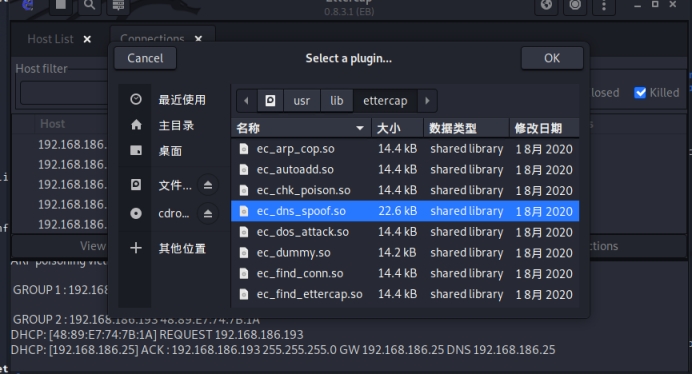 0.8.3.1 (EB)
Host List × Connections ×
Cancel Select a plugin... OK
Host filter
最近使用 usr lib ettercap
losed Killed
主目录 名称 大小 数据类型 修改日期
Host
桌面 ec_arp_cop.so 14.4 kB shared library 1 8月 2020
192.168.186.
ec_autoadd.so 14.4 kB shared library 1 8月 2020
192.168.186.
文件... ec_chk_poison.so 14.4 kB shared library 1 8月 2020
192.168.186.
cdro... ec_dns_spoof.so 22.6 kB shared library 1 8月 2020
192.168.186.
ec_dos_attack.so 14.4 kB shared library 1 8月 2020
192.168.186.
View 其他位置 ec_dummy.so 14.2 kB shared library 1 8月 2020 ctions
ec_find_conn.so 14.4 kB shared library 1 8月 2020
GROUP 1 : 192.168 ec_find_ettercap.so 14.4 kB shared library 1 8月 2020
GROUP 2 : 192.168.186.193 48:89:E7:74:7B:1A
DHCP: [48:89:E7:74:7B:1A] REQUEST 192.168.186.193
DHCP: [192.168.186.25] ACK : 192.168.186.193 255.255.255.0 GW 192.168.186.25 DNS 192.168.186.25